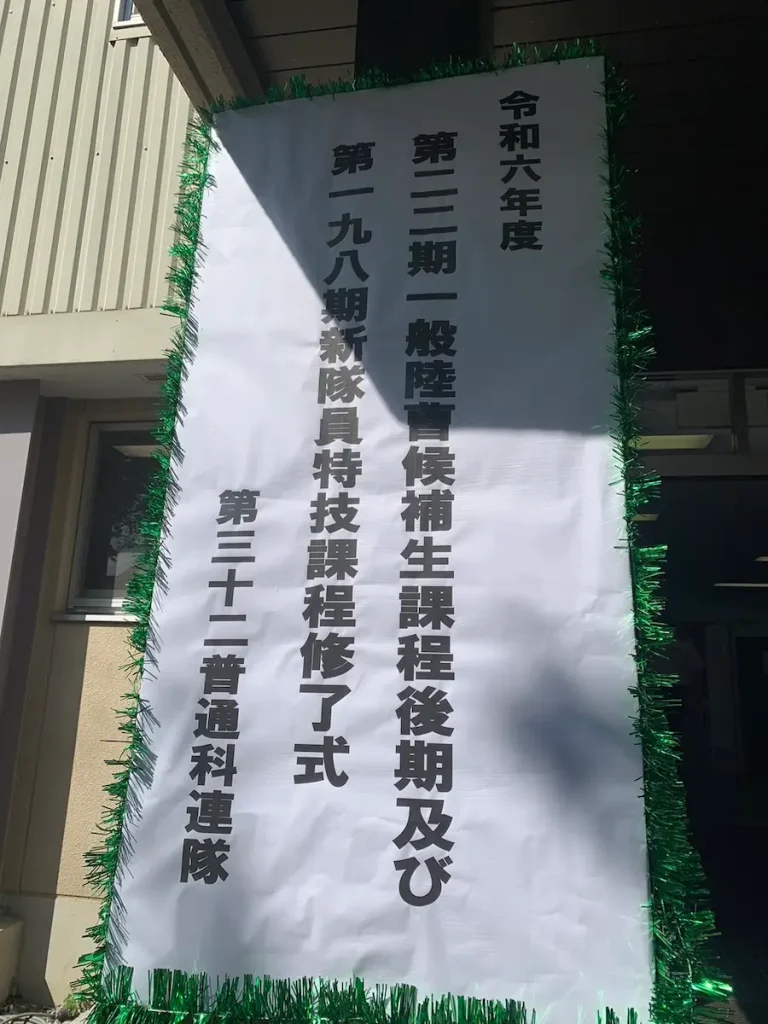 令和六年度
第二二期一般陸曹候補生課程後期及び
第一九八期新隊員特技課程修了式
第三十二普通科連隊